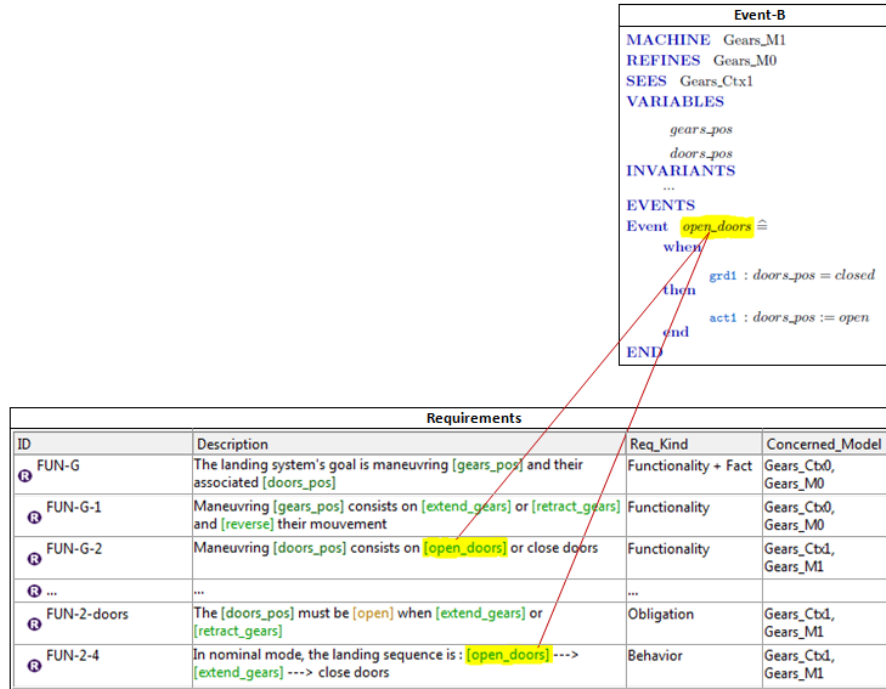 Event-B
MACHINE Gears_M1
REFINES Gears_M0
SEES Gears_Ctx1
VARIABLES
gears_pos
doors_pos
INVARIANTS
...
EVENTS
Event open_doors ≙
when
grd1 : doors_pos = closed
then
act1 : doors_pos := open
end
END
Requirements
ID Description Req_Kind Concerned_Model
R FUN-G The landing system's goal is maneuvring [gears_pos] and their Functionality + Fact Gears_Ctx0,
associated [doors_pos] Gears_M0
R FUN-G-1 Maneuvring [gears_pos] consists on [extend_gears] or [retract_gears] Functionality Gears_Ctx0,
and [reverse] their mouvement Gears_M0
R FUN-G-2 Maneuvring [doors_pos] consists on [open_doors] or close doors Functionality Gears_Ctx1,
Gears_M1
R ... ... ...
R FUN-2-doors The [doors_pos] must be [open] when [extend_gears] or Obligation Gears_Ctx1,
[retract_gears] Gears_M1
R FUN-2-4 In nominal mode, the landing sequence is : [open_doors] ---> Behavior Gears_Ctx1,
[extend_gears] ---> close doors Gears_M1